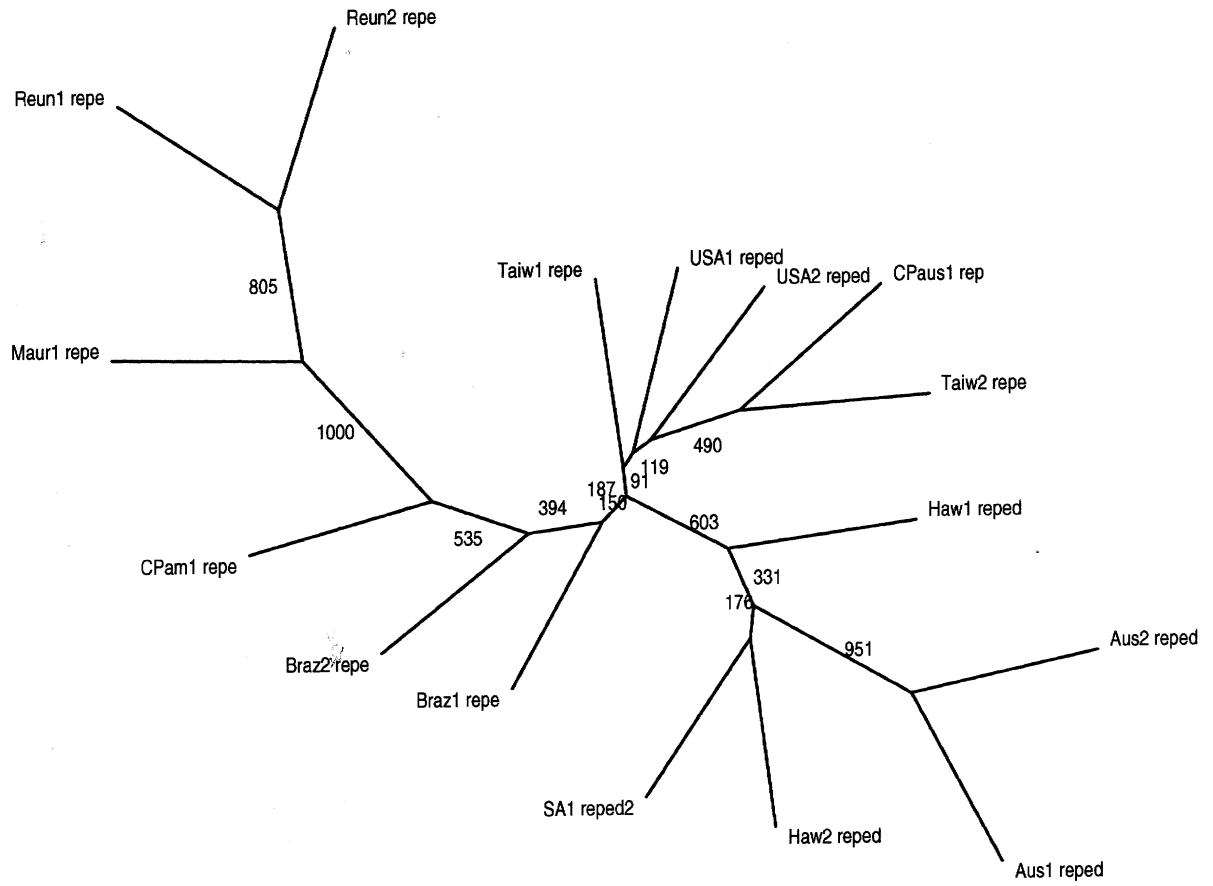 Reun2 repe
Reun1 repe
USA1 reped
Taiw1 repe
USA2 reped
CPaus1 rep
805
Maur1 repe
Taiw2 repe
1000
490
119
91
187
150
394
Haw1 reped
603
535
CPam1 repe
331
176
Aus2 reped
951
Braz2 repe
Braz1 repe
SA1 reped2
Haw2 reped
Aus1 reped